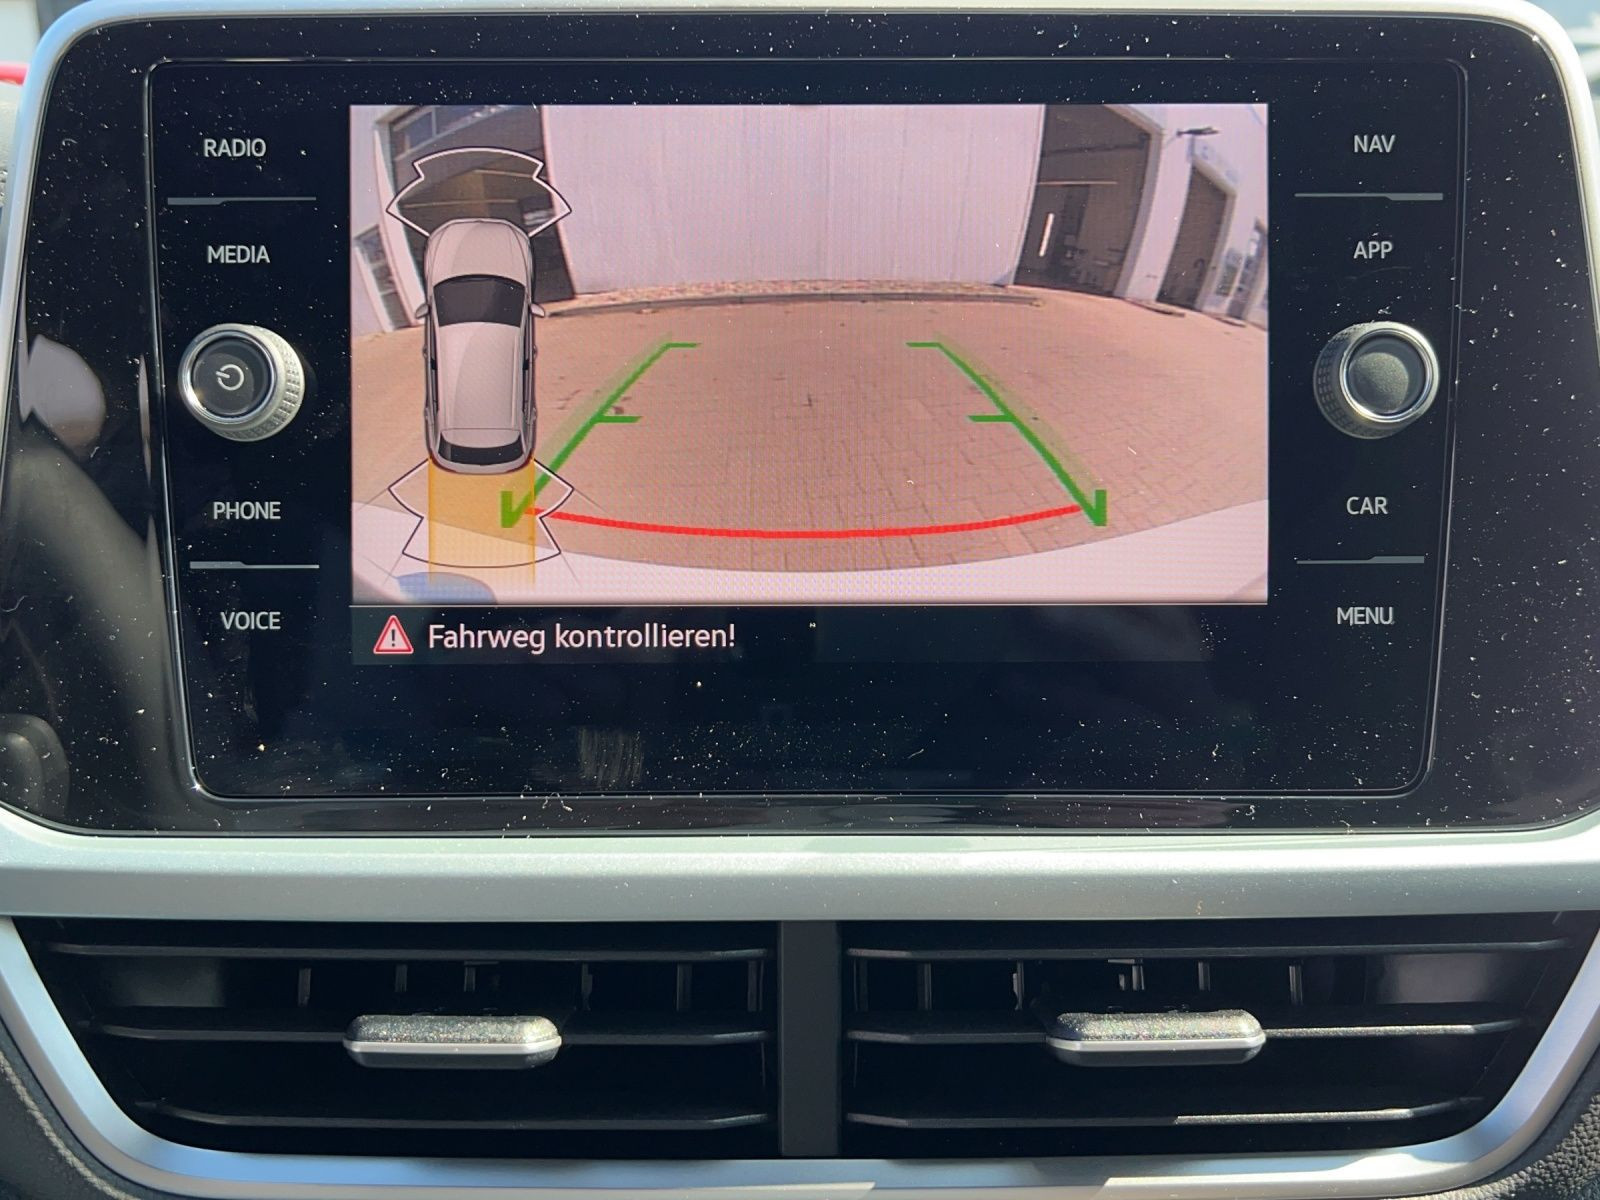 RADIO
MEDIA
PHONE
VOICE
NAV
APP
CAR
MENU
Fahrweg kontrollieren!